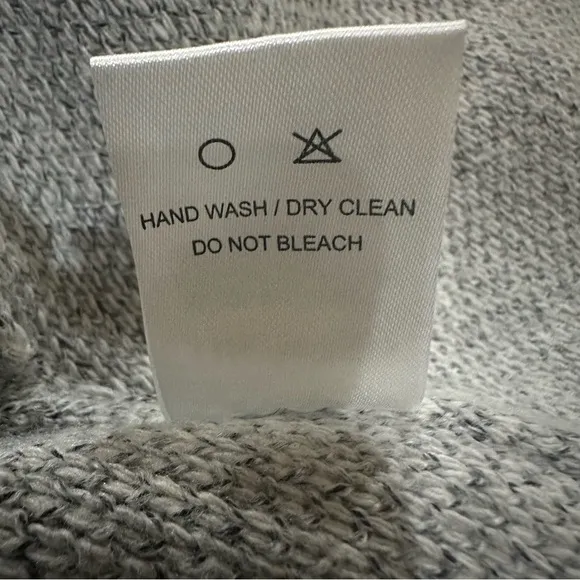 HAND WASH / DRY CLEAN
DO NOT BLEACH